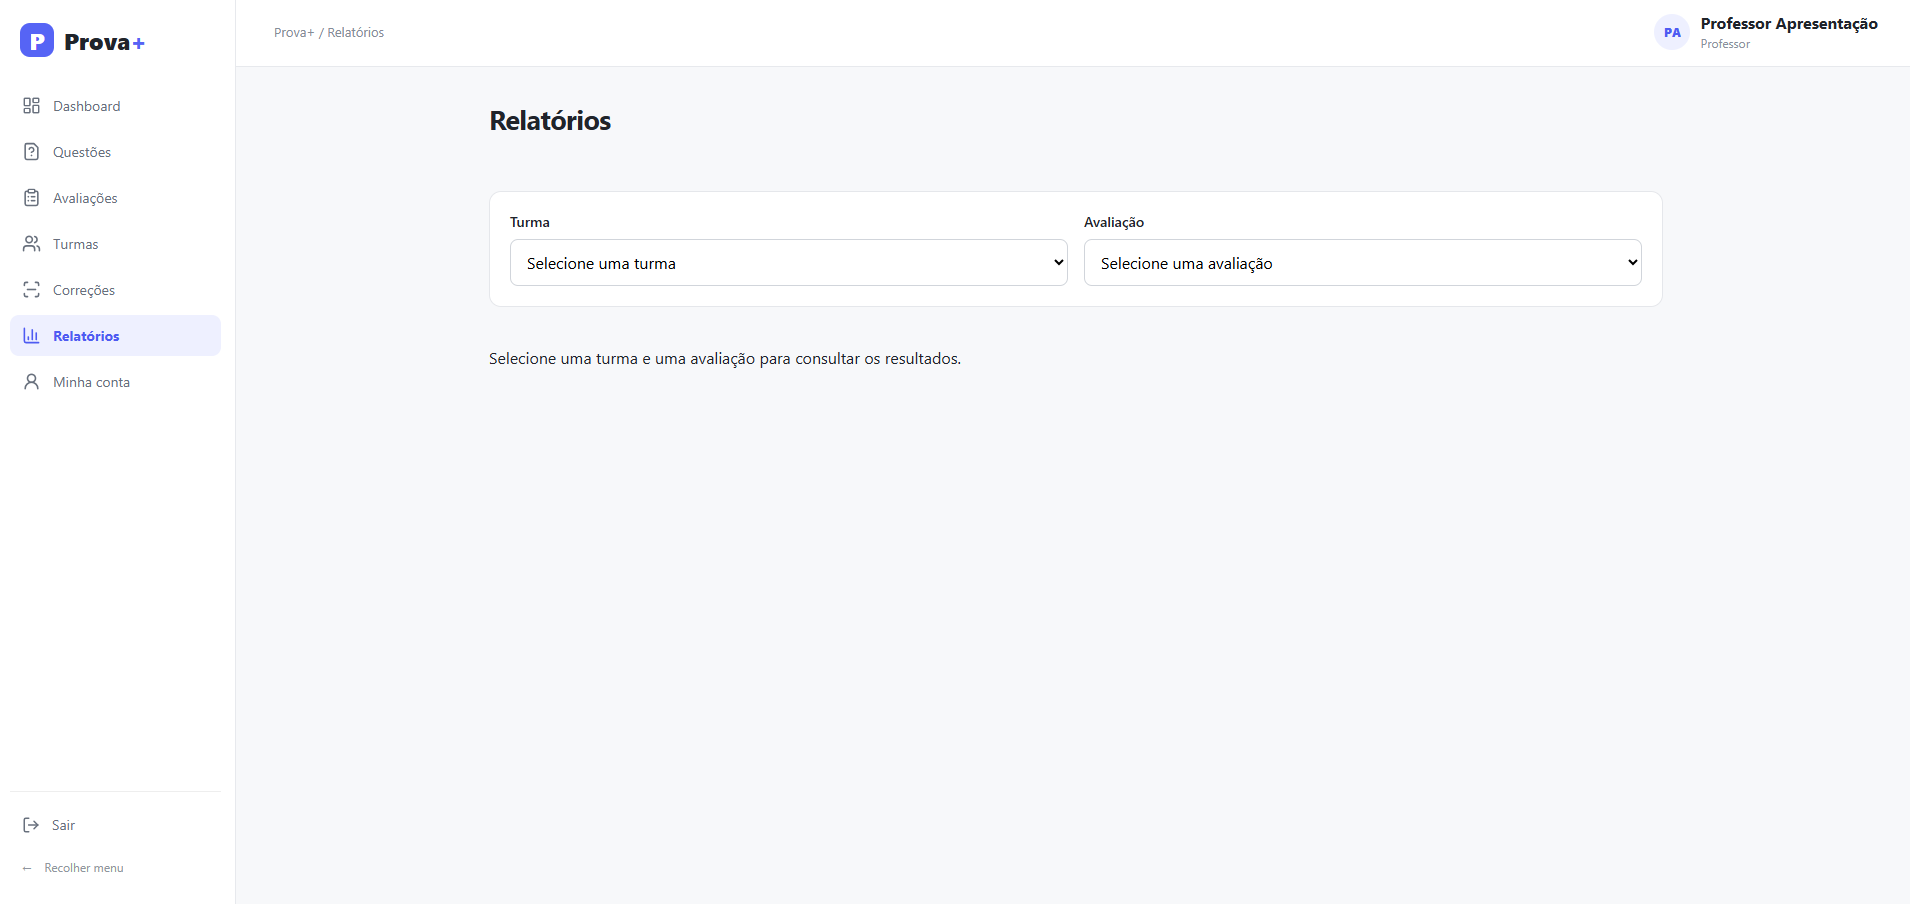 P Prova+
Dashboard
Questões
Avaliações
Turmas
Correções
Relatórios
Minha conta
Sair
← Recolher menu
Prova+ / Relatórios
PA
Professor Apresentação
Professor
Relatórios
Turma
Selecione uma turma
Avaliação
Selecione uma avaliação
Selecione uma turma e uma avaliação para consultar os resultados.